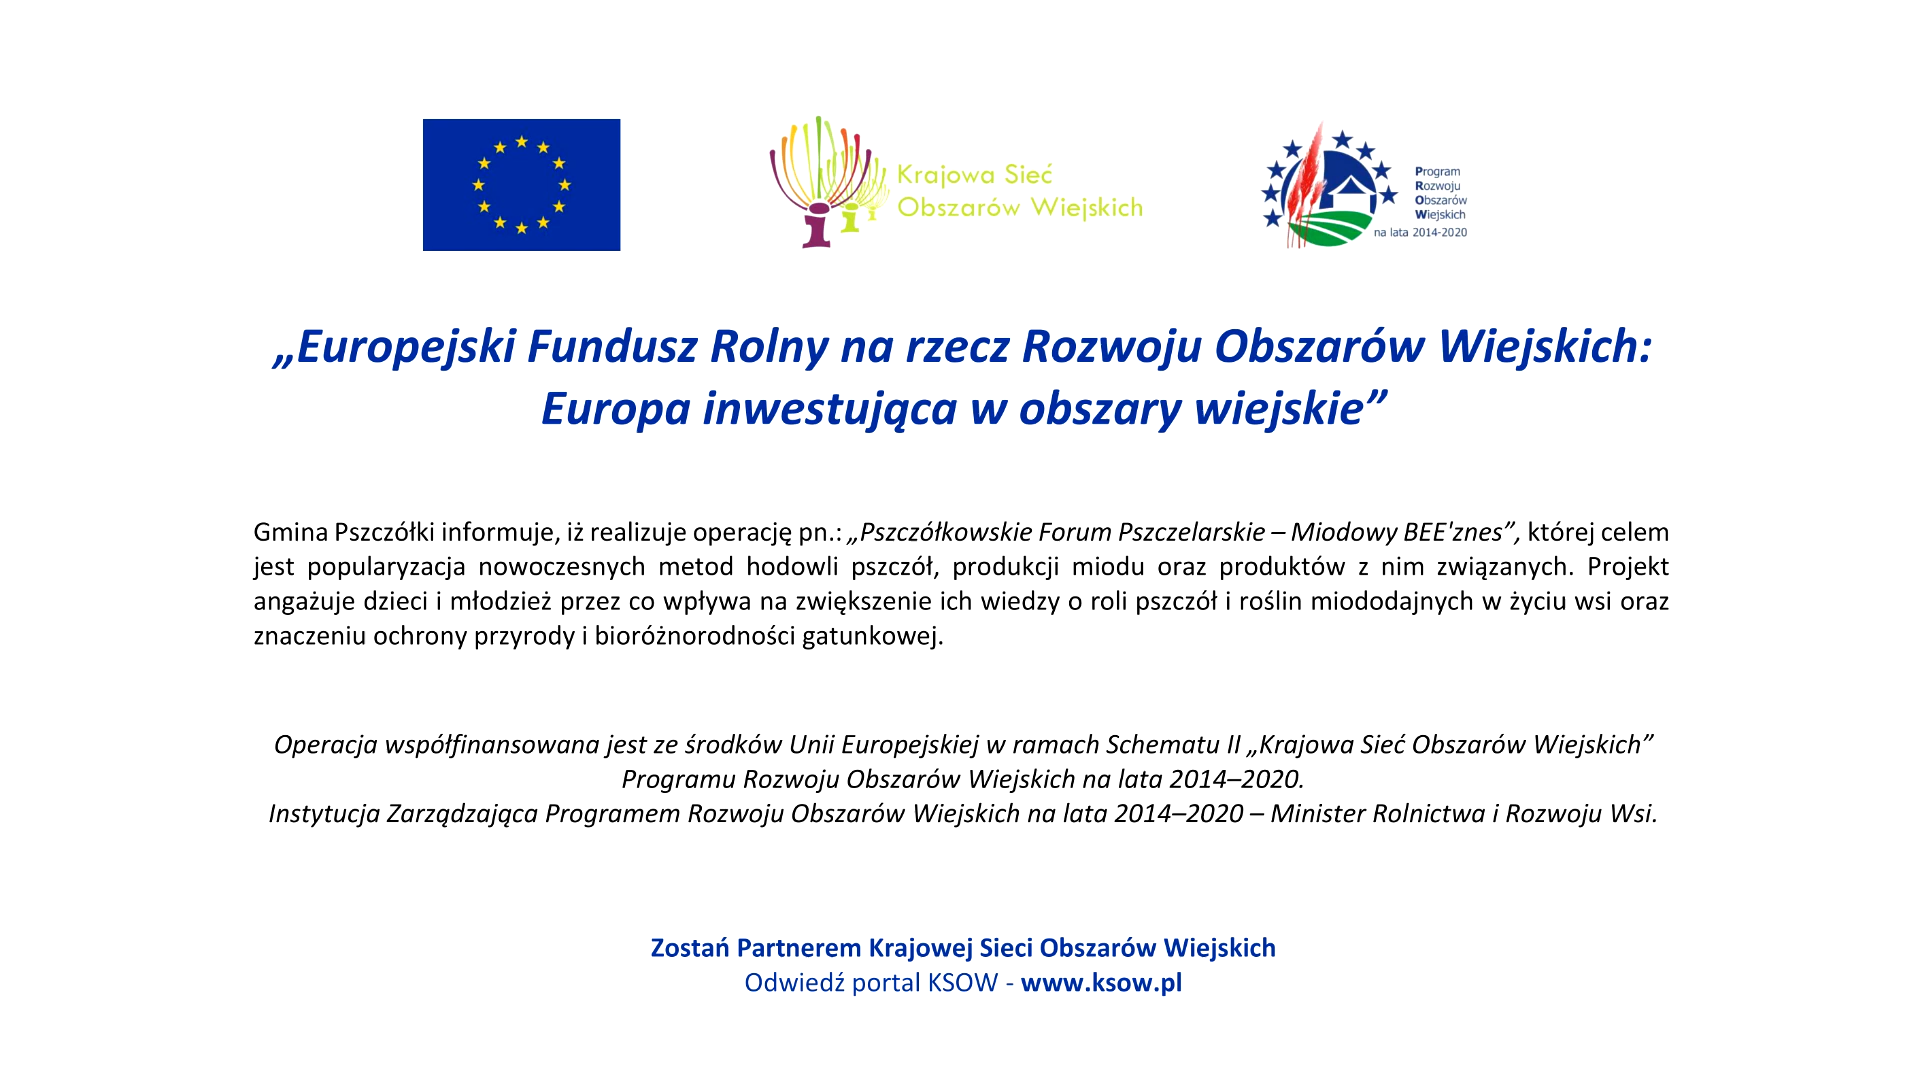 Krajowa Sieć
Obszarów Wiejskich
Program
Rozwoju
Obszarów
Wiejskich
na lata 2014-2020
„Europejski Fundusz Rolny na rzecz Rozwoju Obszarów Wiejskich:
Europa inwestująca w obszary wiejskie”
Gmina Pszczółki informuje, iż realizuje operację pn.: „Pszczółkowskie Forum Pszczelarskie – Miodowy BEE'znes”, której celem
jest popularyzacja nowoczesnych metod hodowli pszczół, produkcji miodu oraz produktów z nim związanych. Projekt
angażuje dzieci i młodzież przez co wpływa na zwiększenie ich wiedzy o roli pszczół i roślin miododajnych w życiu wsi oraz
znaczeniu ochrony przyrody i bioróżnorodności gatunkowej.
Operacja współfinansowana jest ze środków Unii Europejskiej w ramach Schematu II „Krajowa Sieć Obszarów Wiejskich”
Programu Rozwoju Obszarów Wiejskich na lata 2014–2020.
Instytucja Zarządzająca Programem Rozwoju Obszarów Wiejskich na lata 2014–2020 – Minister Rolnictwa i Rozwoju Wsi.
Zostań Partnerem Krajowej Sieci Obszarów Wiejskich
Odwiedź portal KSOW - www.ksow.pl